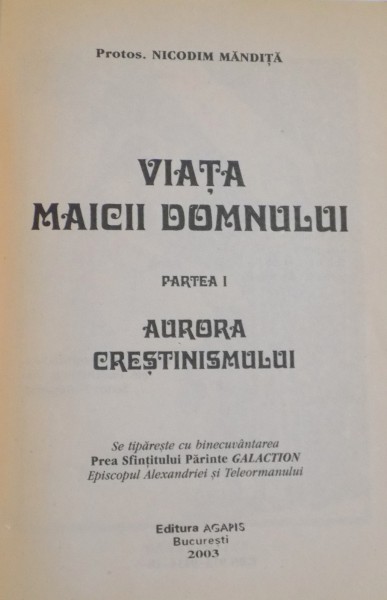 Protos. NICODIM MĂNDIȚĂ
VIAȚA
MAICII DOMNULUI
PARTEA I
AURORA
CREȘTINISMULUI
Se tipărește cu binecuvântarea
Prea Sfințitului Părinte GALACTION
Episcopul Alexandriei și Teleormanului
Editura AGAPIS
București
2003